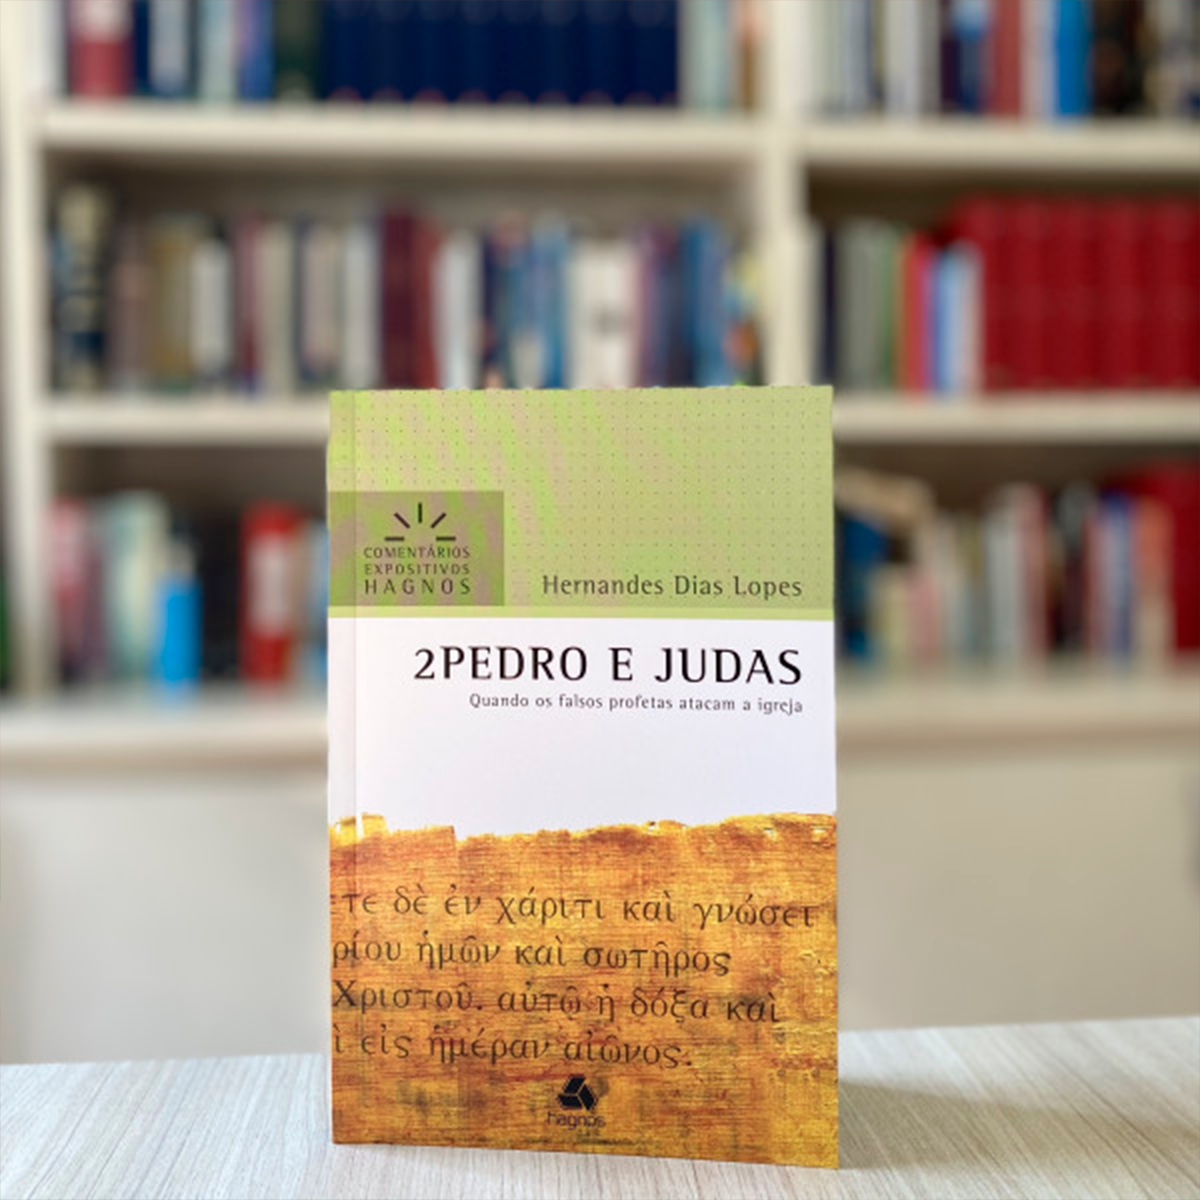 COMENTÁRIOS
EXPOSITIVOS
HAGNOS
Hernandes Dias Lopes
2PEDRO E JUDAS
Quando os falsos profetas atacam a igreja
ετε δὲ ἐν χάριτι καὶ γνώσει
ρίου ἡμῶν καὶ σωτῆρος
Χριστοῦ. αὐτῷ ἡ δόξα καὶ
ὶ εἰς ἡμέραν αἰῶνος.
hagnos